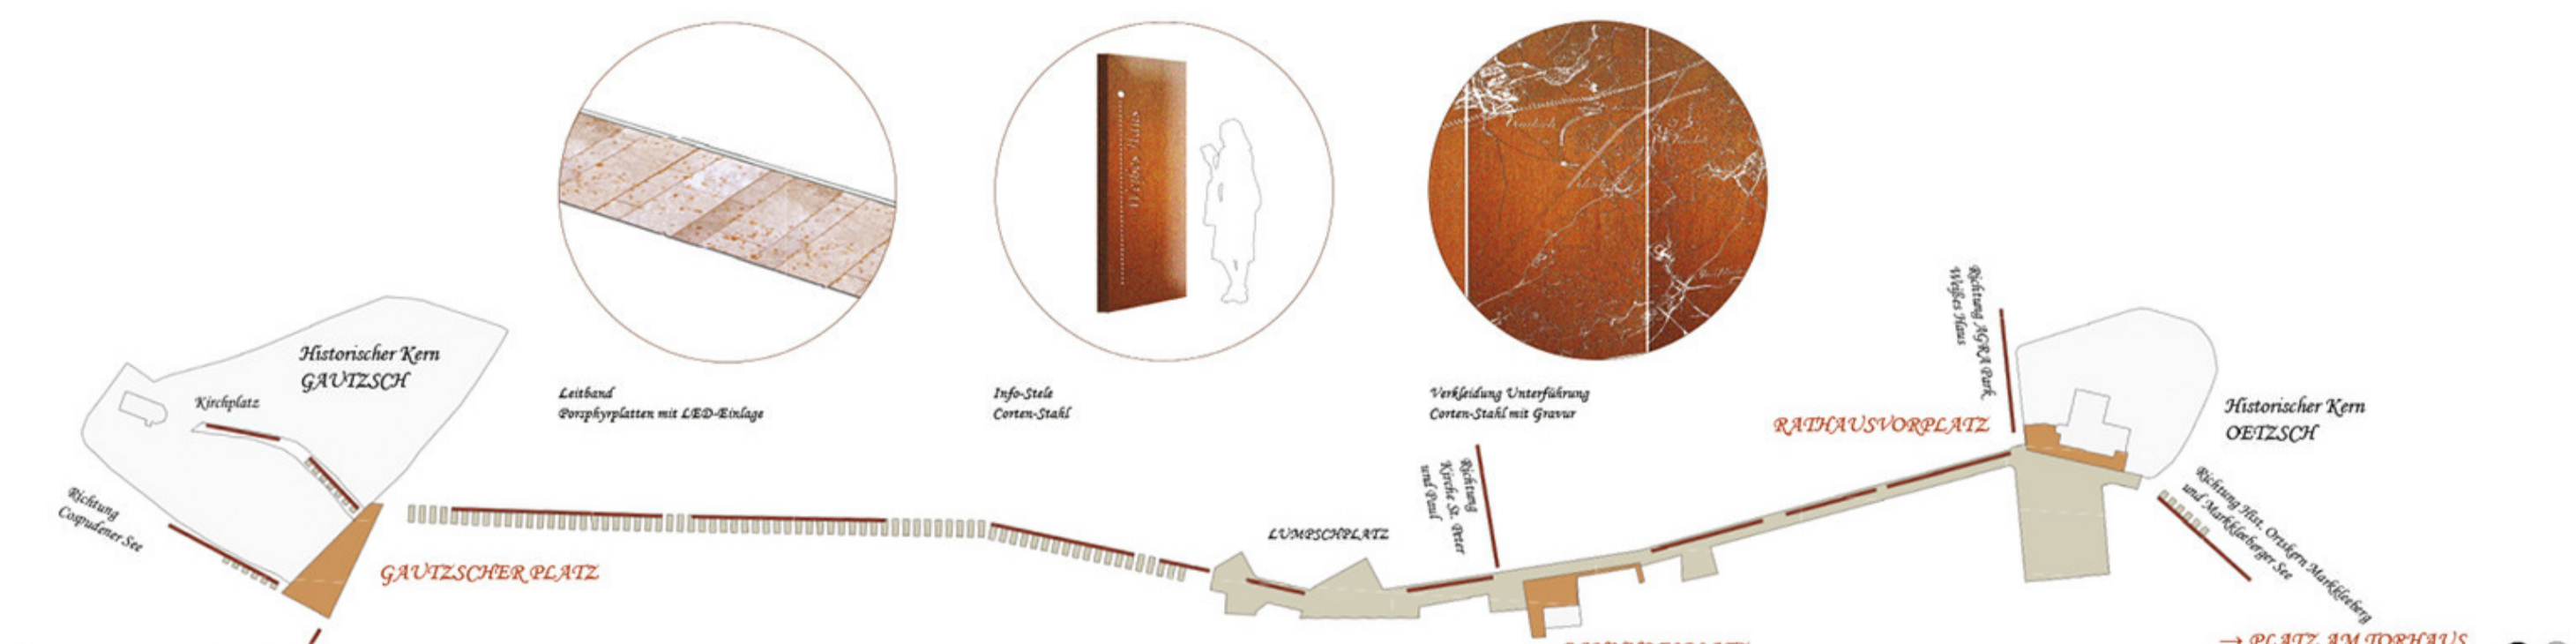 Leitband
Porphyrplatten mit LED-Einlage
Info-Stele
Corten-Stahl
Verkleidung Unterführung
Corten-Stahl mit Gravur
Historischer Kern
GAUTZSCH
Kirchplatz
Richtung
Cospudener See
GAUTZSCHER PLATZ
LUMPSCHPLATZ
Richtung
Kirche St. Peter
und Paul
RATHAUSVORPLATZ
Richtung AGRA Park
Weißes Haus
Historischer Kern
OETZSCH
Richtung Hist. Ortskern Markkleeberg
und Markkleeberger See
→ PLATZ AM TORHAUS